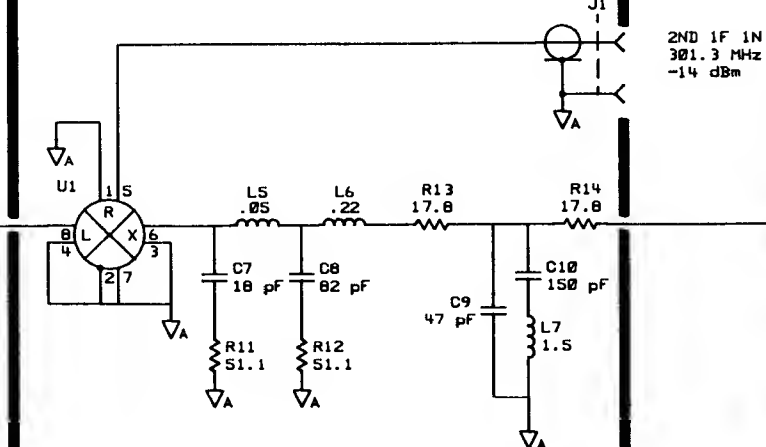 J1
2ND IF IN
301.3 MHz
-14 dBm
A
A
U1
1 5
R
8 L X 6
4 3
2 7
A
L5
.05
L6
.22
R13
17.8
R14
17.8
C7
18 pF
C8
82 pF
C9
47 pF
C10
150 pF
L7
1.5
R11
51.1
R12
51.1
A
A
A